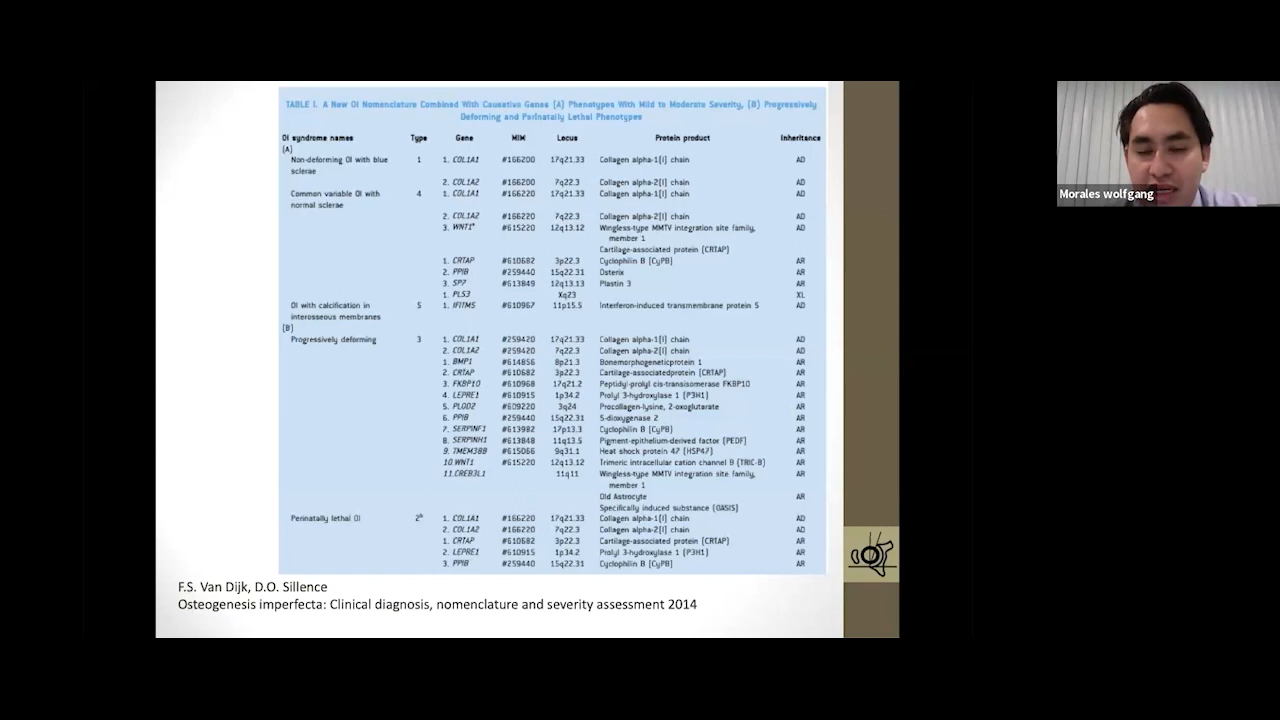 TABLE I. A New OI Nomenclature Combined With Causative Genes (A) Phenotypes With Mild to Moderate Severity, (B) Progressively
Deforming and Perinatally Lethal Phenotypes
OI syndrome names Type Gene MIM Locus Protein product Inheritance
(A)
Non-deforming OI with blue 1 1. COL1A1 #166200 17q21.33 Collagen alpha-1(I) chain AD
sclerae
2. COL1A2 #166200 7q22.3 Collagen alpha-2(I) chain AD
Common variable OI with 4 1. COL1A1 #166220 17q21.33 Collagen alpha-1(I) chain AD
normal sclerae
2. COL1A2 #166220 7q22.3 Collagen alpha-2(I) chain AD
3. WNT1a #615220 12q13.12 Wingless-type MMTV integration site family, AD
member 1
Cartilage-associated protein (CRTAP)
1. CRTAP #610682 3p22.3 Cyclophilin B (CyPB) AR
2. PPIB #259440 15q22.31 Osterix AR
3. SP7 #613849 12q13.13 Plastin 3 AR
1. PLS3 Xq23 XL
OI with calcification in 5 1. IFITM5 #610967 11p15.5 Interferon-induced transmembrane protein 5 AD
interosseous membranes
(B)
Progressively deforming 3 1. COL1A1 #259420 17q21.33 Collagen alpha-1(I) chain AD
2. COL1A2 #259420 7q22.3 Collagen alpha-2(I) chain AD
1. BMP1 #614856 8p21.3 Bonemorphogeneticprotein 1 AR
2. CRTAP #610682 3p22.3 Cartilage-associatedprotein (CRTAP) AR
3. FKBP10 #610968 17q21.2 Peptidyl-prolyl cis-transisomerase FKBP10 AR
4. LEPRE1 #610915 1p34.2 Prolyl 3-hydroxylase 1 (P3H1) AR
5. PLOD2 #609220 3q24 Procollagen-lysine, 2-oxoglutarate AR
6. PPIB #259440 15q22.31 5-dioxygenase 2 AR
7. SERPINF1 #613982 17p13.3 Cyclophilin B (CyPB) AR
8. SERPINH1 #613848 11q13.5 Pigment-epithelium-derived factor (PEDF) AR
9. TMEM38B #615066 9q31.1 Heat shock protein 47 (HSP47) AR
10.WNT1 #615220 12q13.12 Trimeric intracellular cation channel B (TRIC-B) AR
11.CREB3L1 11q11 Wingless-type MMTV integration site family, AR
member 1
Old Astrocyte AR
Specifically induced substance (OASIS)
Perinatally lethal OI 2b 1. COL1A1 #166220 17q21.33 Collagen alpha-1(I) chain AD
2. COL1A2 #166220 7q22.3 Collagen alpha-2(I) chain AD
1. CRTAP #610682 3p22.3 Cartilage-associated protein (CRTAP) AR
2. LEPRE1 #610915 1p34.2 Prolyl 3-hydroxylase 1 (P3H1) AR
3. PPIB #259440 15q22.31 Cyclophilin B (CyPB) AR
F.S. Van Dijk, D.O. Sillence
Osteogenesis imperfecta: Clinical diagnosis, nomenclature and severity assessment 2014
Morales wolfgang